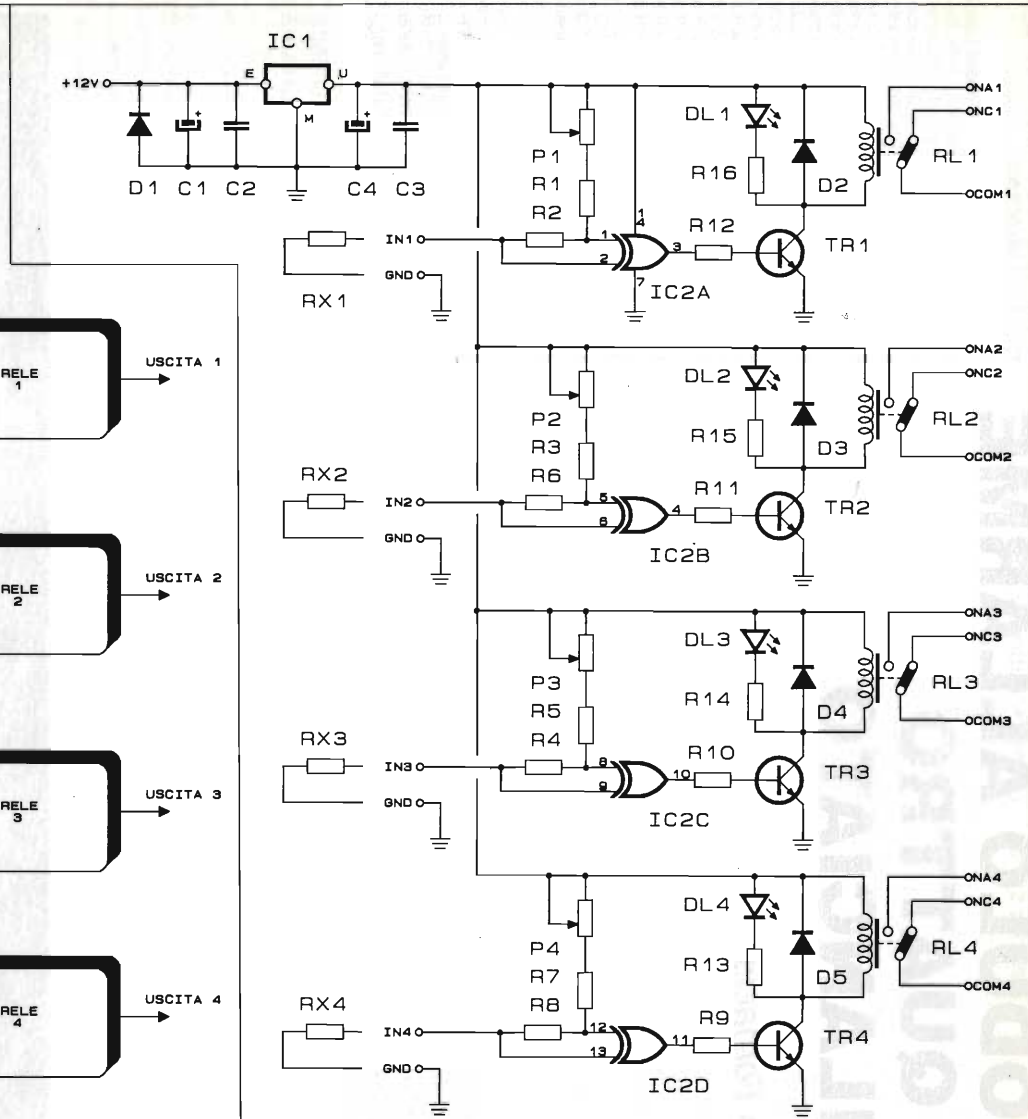 IC1
+12V
E
U
M
D1
C1
+
C2
C4
+
C3
P1
R1
R2
1
4
DL1
R16
D2
ONA1
ONC1
RL1
OCOM1
IN1
GND
RX1
1
2
3
7
IC2A
R12
TR1
RELE
1
USCITA 1
P2
R3
R6
DL2
R15
D3
ONA2
ONC2
RL2
OCOM2
RX2
IN2
GND
5
6
4
IC2B
R11
TR2
RELE
2
USCITA 2
P3
R5
R4
DL3
R14
D4
ONA3
ONC3
RL3
OCOM3
RX3
IN3
GND
8
9
10
IC2C
R10
TR3
RELE
3
USCITA 3
P4
R7
R8
DL4
R13
D5
ONA4
ONC4
RL4
OCOM4
RX4
IN4
GND
12
13
11
IC2D
R9
TR4
RELE
4
USCITA 4